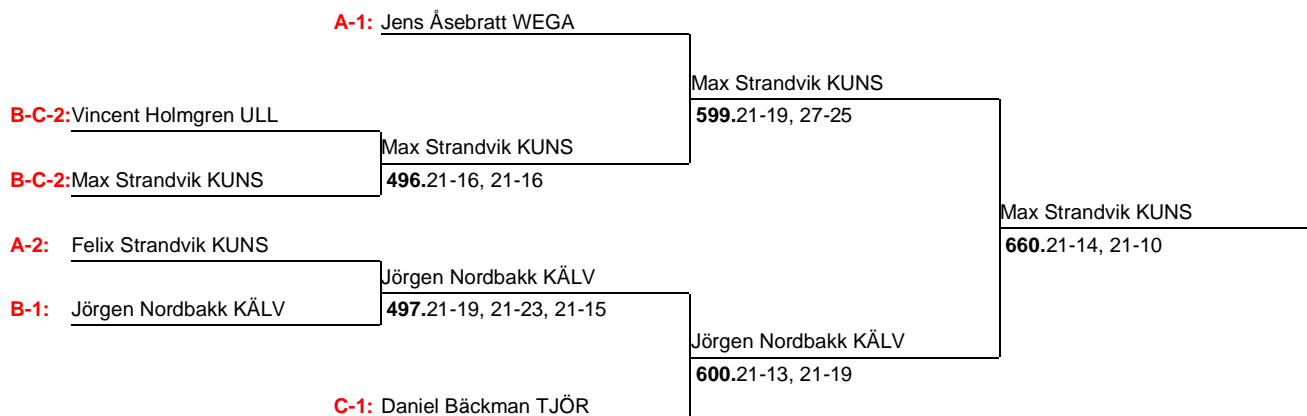 A-1: Jens Åsebratt WEGA
Max Strandvik KUNS
B-C-2: Vincent Holmgren ULL
599.21-19, 27-25
Max Strandvik KUNS
B-C-2: Max Strandvik KUNS
496.21-16, 21-16
Max Strandvik KUNS
A-2: Felix Strandvik KUNS
660.21-14, 21-10
Jörgen Nordbakk KÄLV
B-1: Jörgen Nordbakk KÄLV
497.21-19, 21-23, 21-15
Jörgen Nordbakk KÄLV
600.21-13, 21-19
C-1: Daniel Bäckman TJÖR